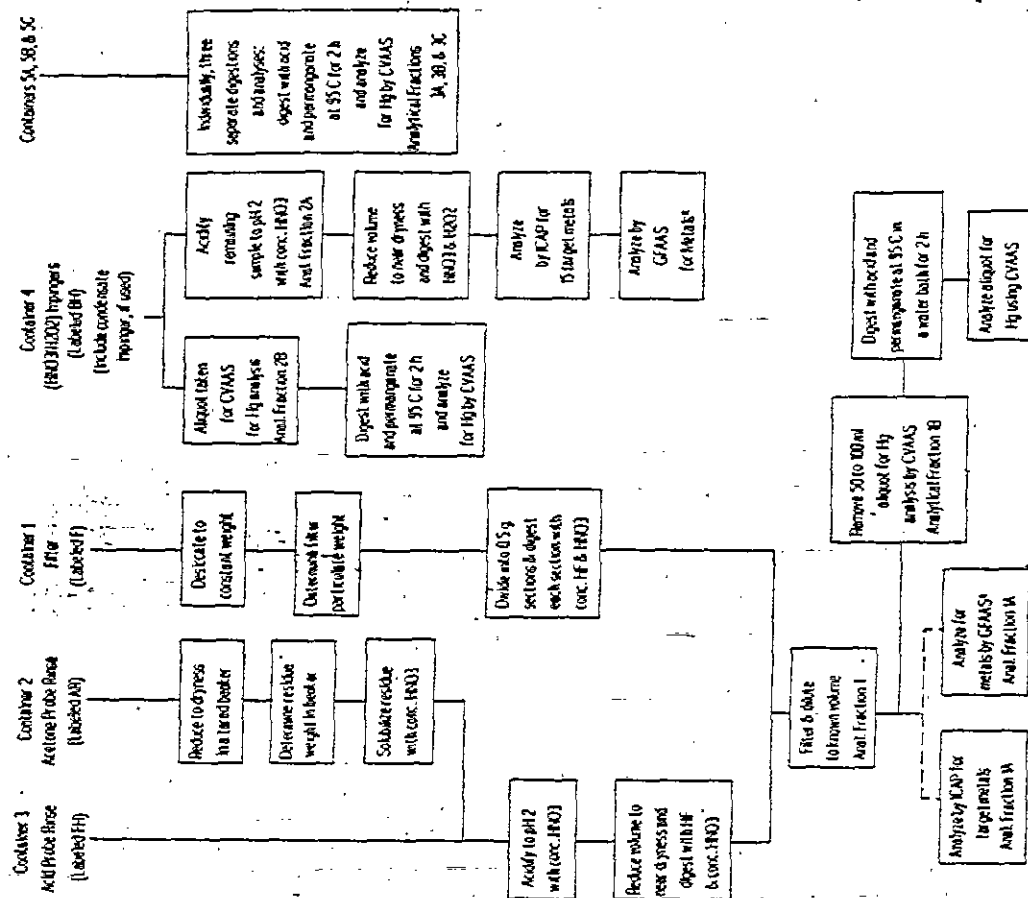 Container 3
Acid Probe Rinse
(Labeled FH)
Container 2
Acetone Probe Rinse
(Labeled AR)
Container 1
Filter
(Labeled F)
Container 4
(HNO3/H2O2) Impingers
(Labeled BH)
(include condensate
impinger, if used)
Containers 5A, 5B, & 5C
Reduce to dryness
in a tared beaker
Determine residue
weight in beaker
Solubilize residue
with conc. HNO3
Acidify to pH 2
with conc. HNO3
Reduce volume to
near dryness and
digest with HF
& conc. HNO3
Desiccate to
constant weight
Determine filter
particulate weight
Divide into 0.5 g
sections & digest
each section with
conc. HF & HNO3
Filter & dilute
to known volume
Anal. Fraction 1
Analyze by ICAP for
target metals
Anal. Fraction 1A
Analyze for
metals by GFAAS*
Anal. Fraction 1A
Remove 50 to 100 ml
aliquot for Hg
analysis by CVAAS
Analytical Fraction 1B
Digest with acid and
permanganate at 95 C in
a water bath for 2 h
Analyze aliquot for
Hg using CVAAS
Aliquot taken
for CVAAS
for Hg analysis
Anal. Fraction 2B
Digest with acid
and permanganate
at 95 C for 2 h
and analyze
for Hg by CVAAS
Acidify
remaining
sample to pH 2
with conc. HNO3
Anal. Fraction 2A
Reduce volume
to near dryness
and digest with
HNO3 & H2O2
Analyze
by ICAP for
15 target metals
Analyze by
GFAAS
for Metals*
Individually, three
separate digestions
and analyses:
digest with acid
and permanganate
at 95 C for 2 h
and analyze
for Hg by CVAAS
Analytical Fractions
3A, 3B, & 3C